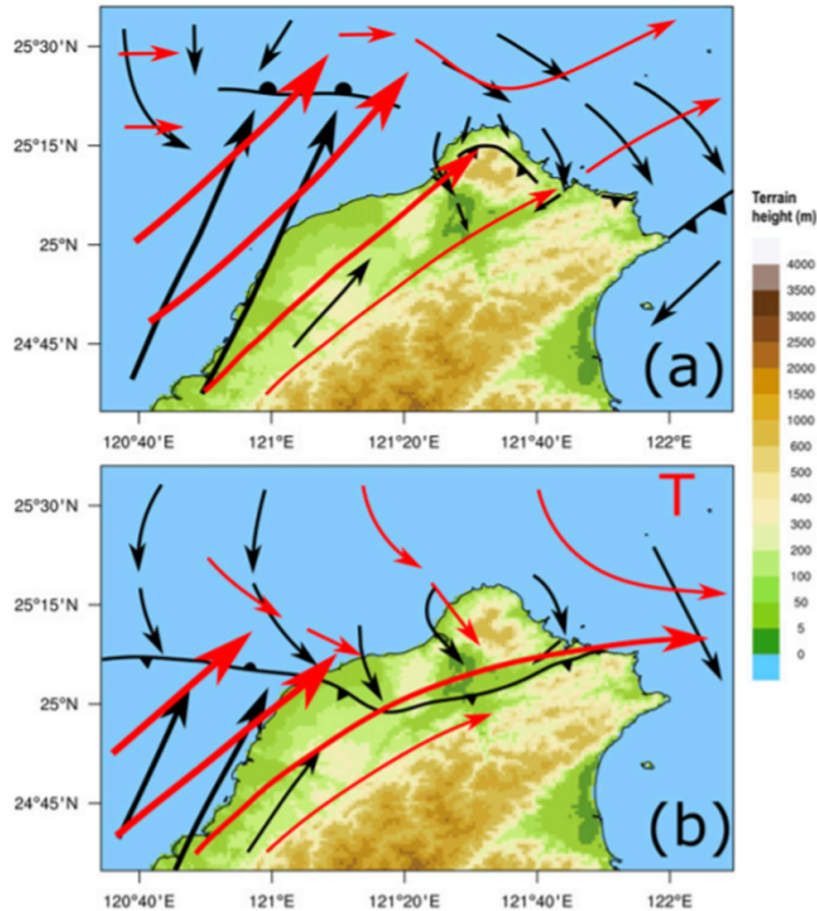 25°30'N
25°15'N
25°N
24°45'N
(a)
120°40'E
121°E
121°20'E
121°40'E
122°E
Terrain
height (m)
4000
3500
3000
2500
2000
1500
1000
600
500
400
300
200
100
50
5
0
T
25°30'N
25°15'N
25°N
24°45'N
(b)
120°40'E
121°E
121°20'E
121°40'E
122°E